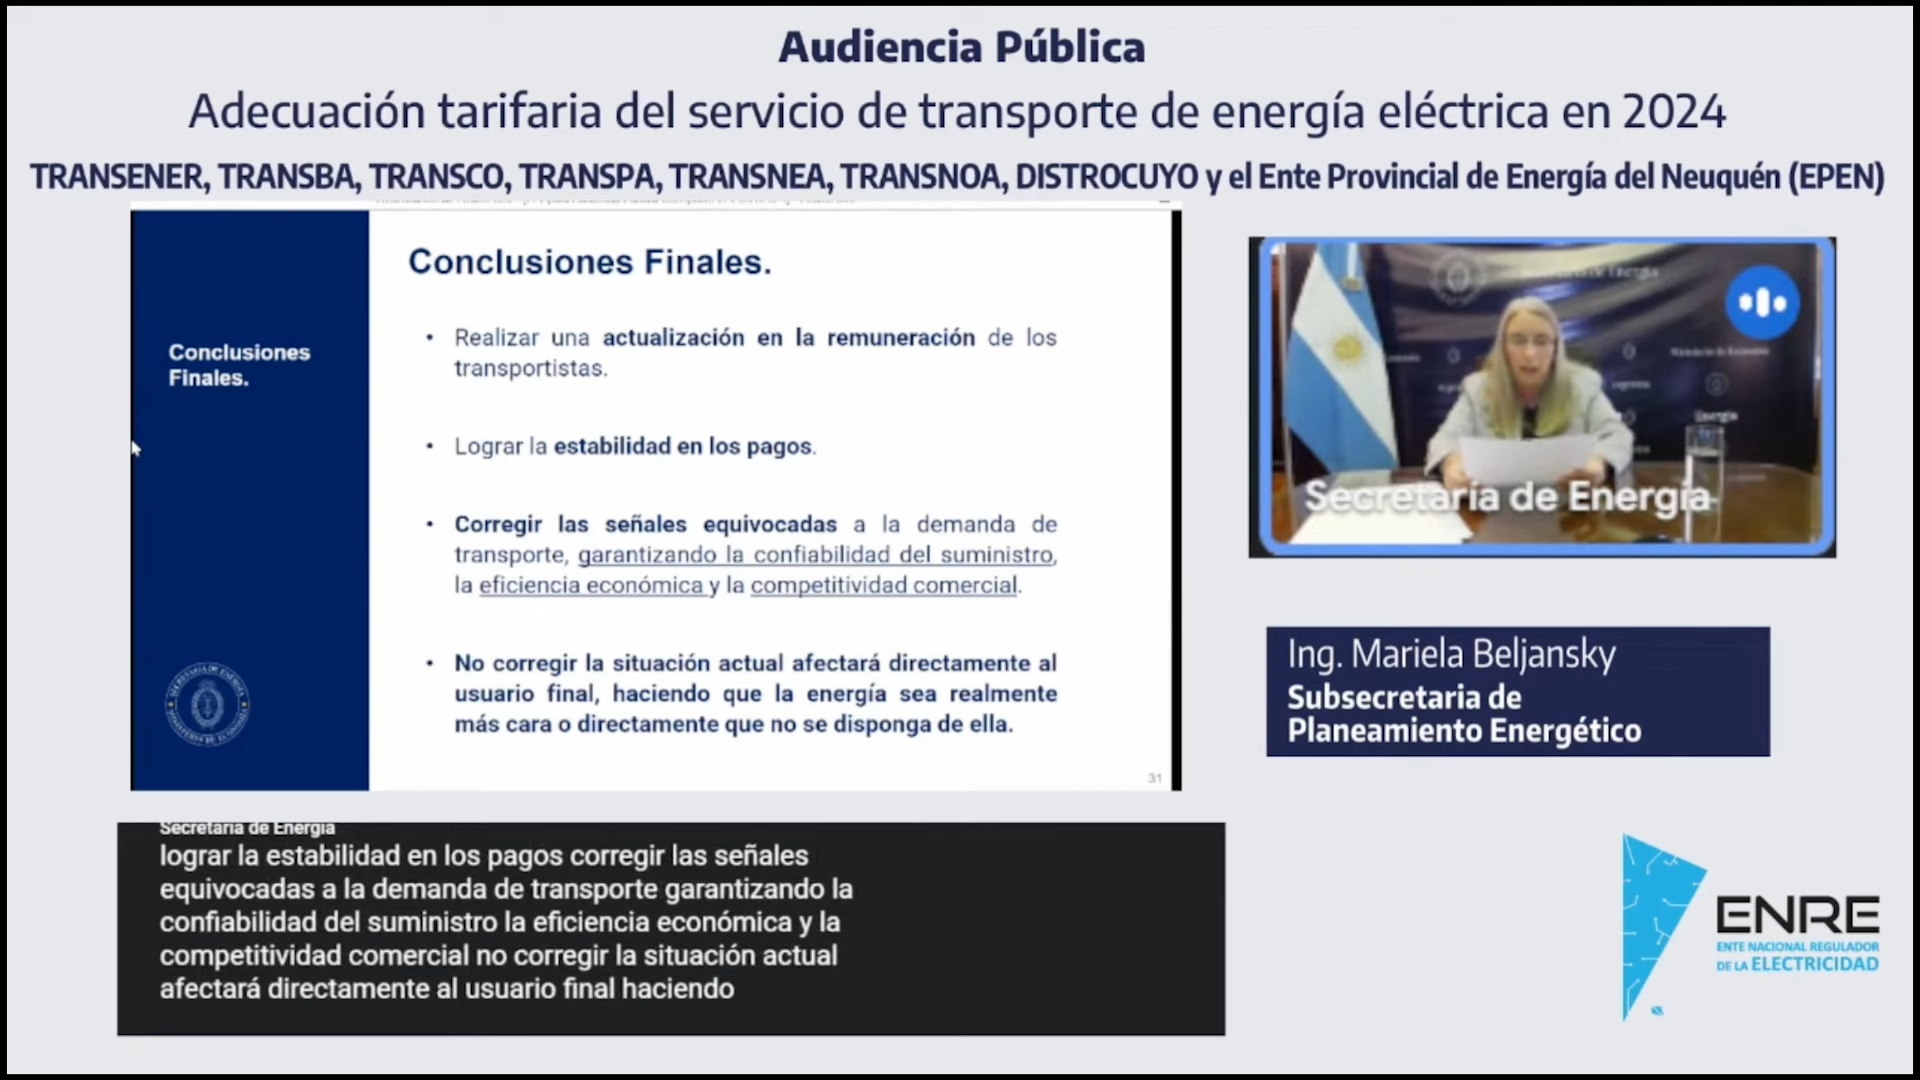 Audiencia Pública
Adecuación tarifaria del servicio de transporte de energía eléctrica en 2024
TRANSENER, TRANSBA, TRANSCO, TRANSPA, TRANSNEA, TRANSNOA, DISTROCUYO y el Ente Provincial de Energía del Neuquén (EPEN)
Conclusiones
Finales.
Conclusiones Finales.
• Realizar una actualización en la remuneración de los
transportistas.
• Lograr la estabilidad en los pagos.
• Corregir las señales equivocadas a la demanda de
transporte, garantizando la confiabilidad del suministro,
la eficiencia económica y la competitividad comercial.
• No corregir la situación actual afectará directamente al
usuario final, haciendo que la energía sea realmente
más cara o directamente que no se disponga de ella.
31
Secretaría de Energía
Ing. Mariela Beljansky
Subsecretaria de
Planeamiento Energético
Secretaría de Energía
lograr la estabilidad en los pagos corregir las señales
equivocadas a la demanda de transporte garantizando la
confiabilidad del suministro la eficiencia económica y la
competitividad comercial no corregir la situación actual
afectará directamente al usuario final haciendo
ENRE
ENTE NACIONAL REGULADOR
DE LA ELECTRICIDAD